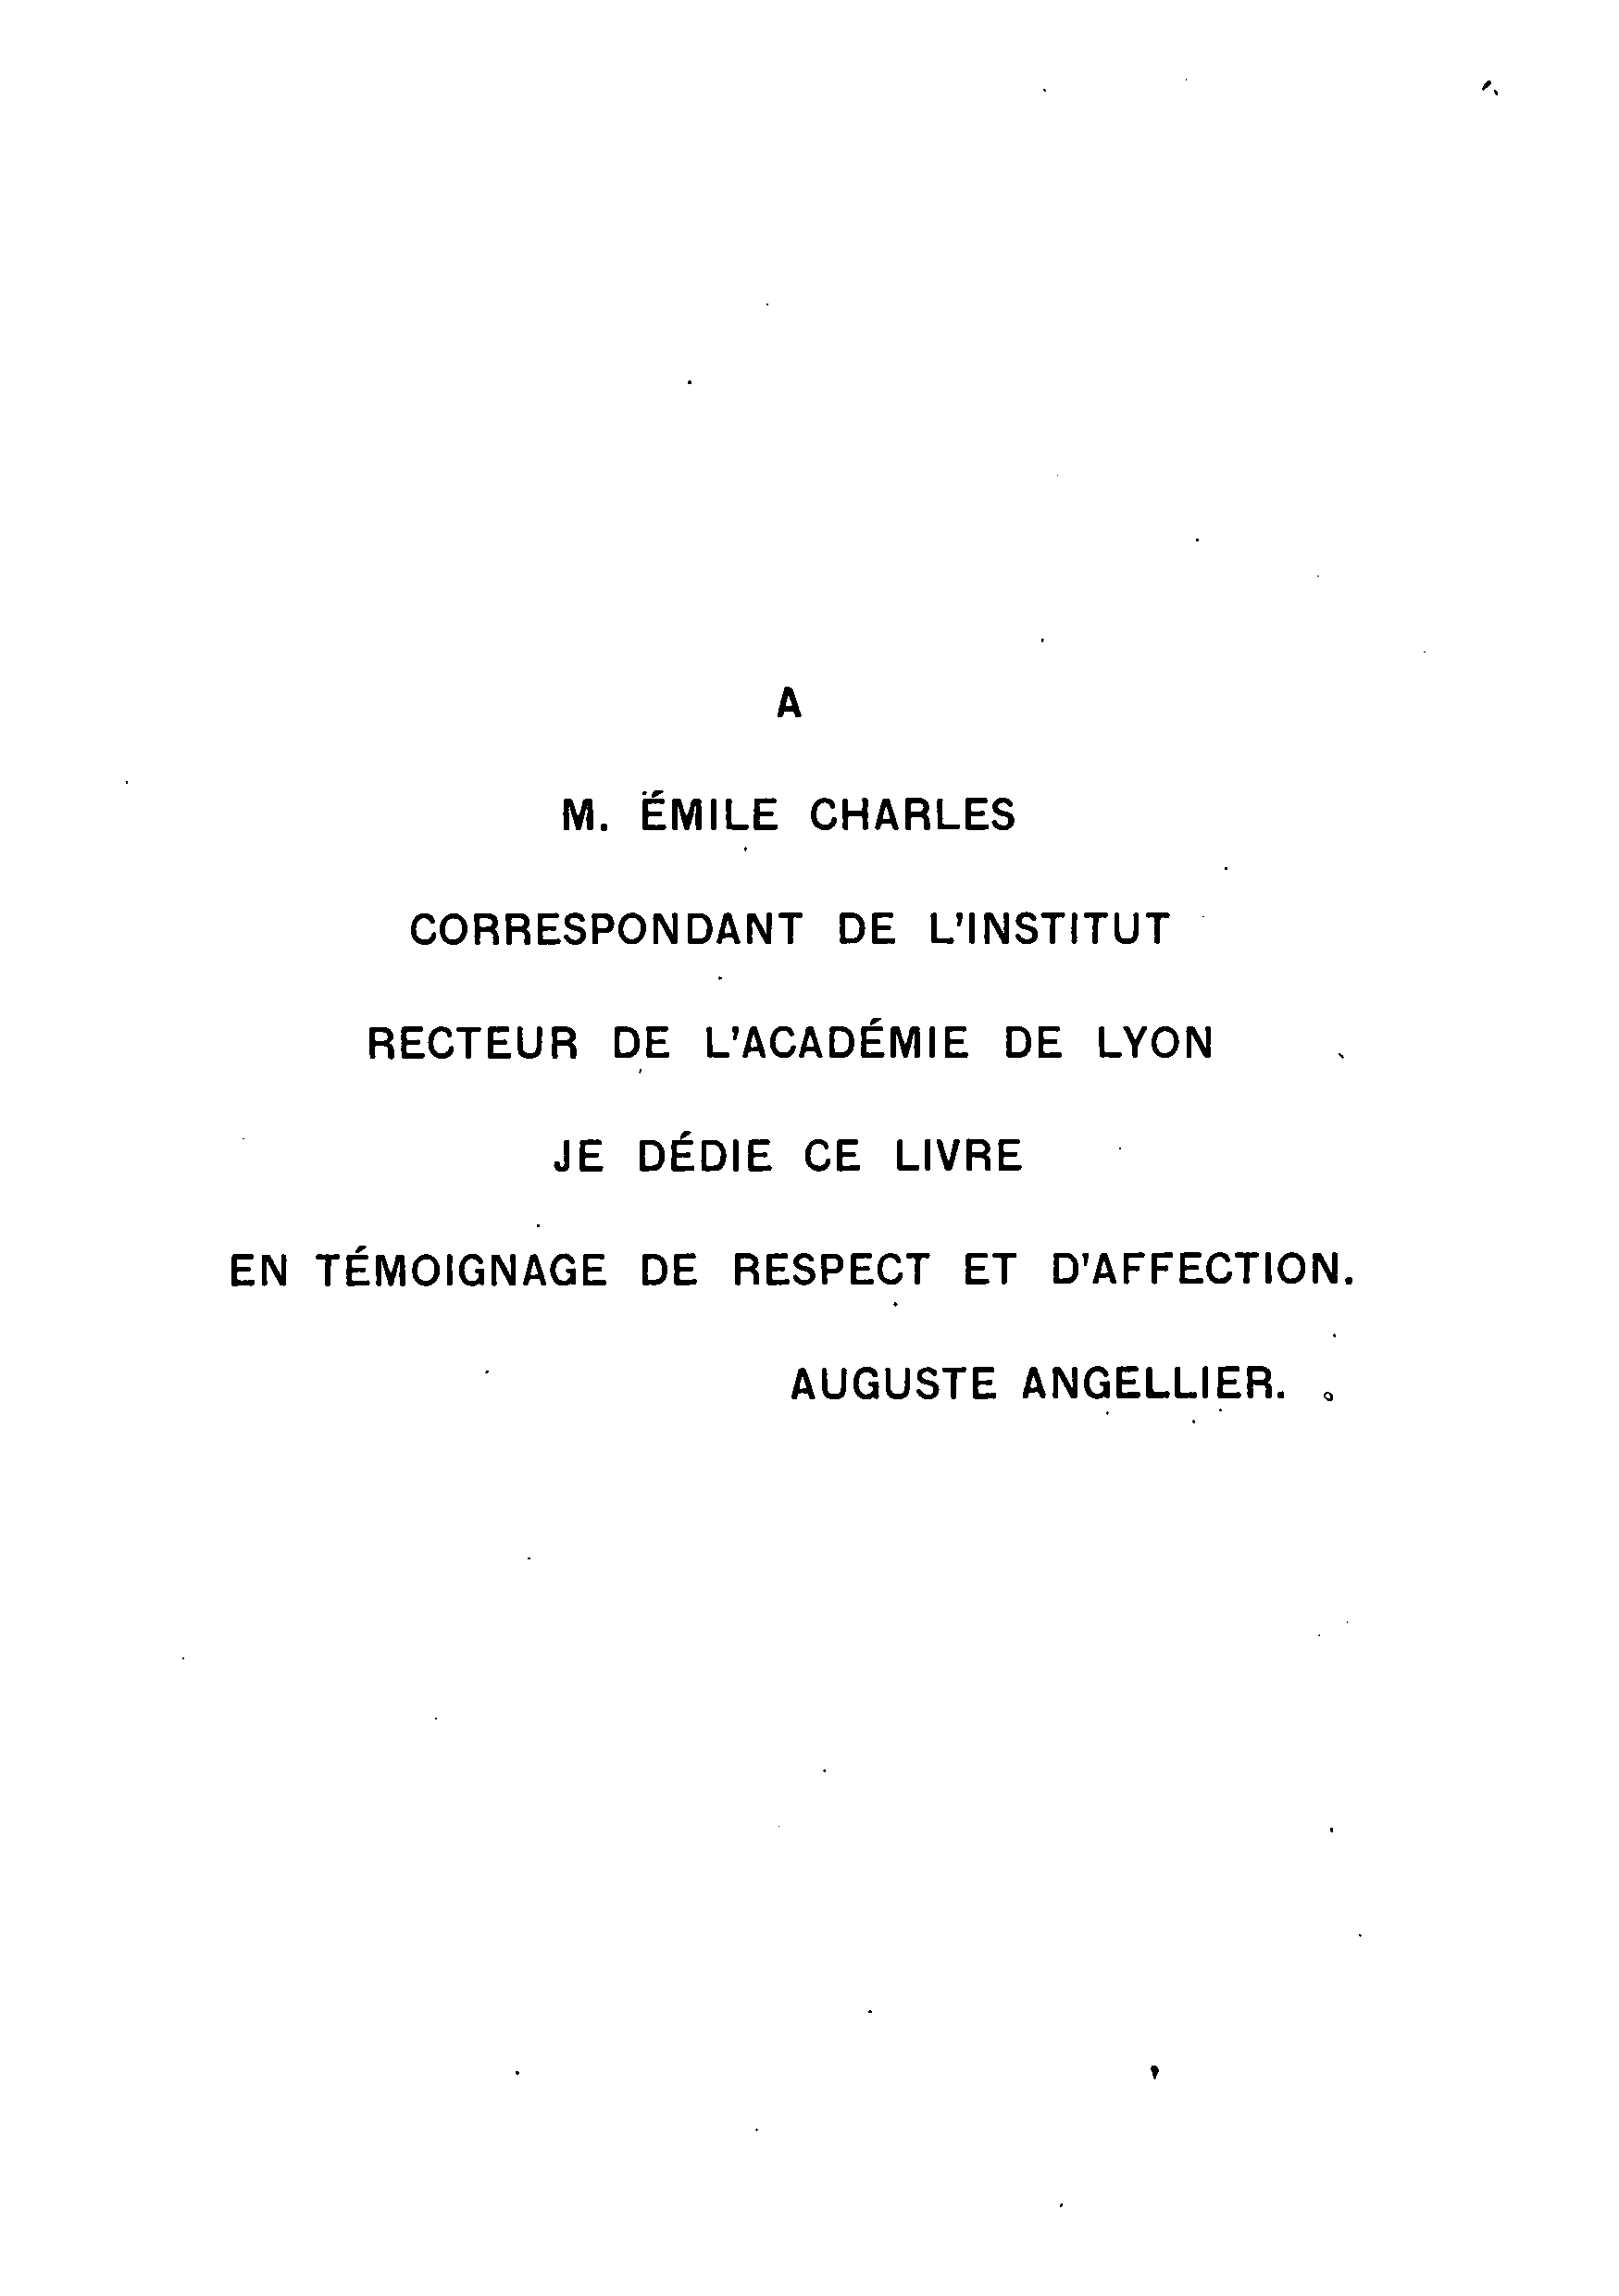 A
M. ÉMILE CHARLES
CORRESPONDANT DE L'INSTITUT
RECTEUR DE L'ACADÉMIE DE LYON
JE DÉDIE CE LIVRE
EN TÉMOIGNAGE DE RESPECT ET D'AFFECTION.
AUGUSTE ANGELLIER.